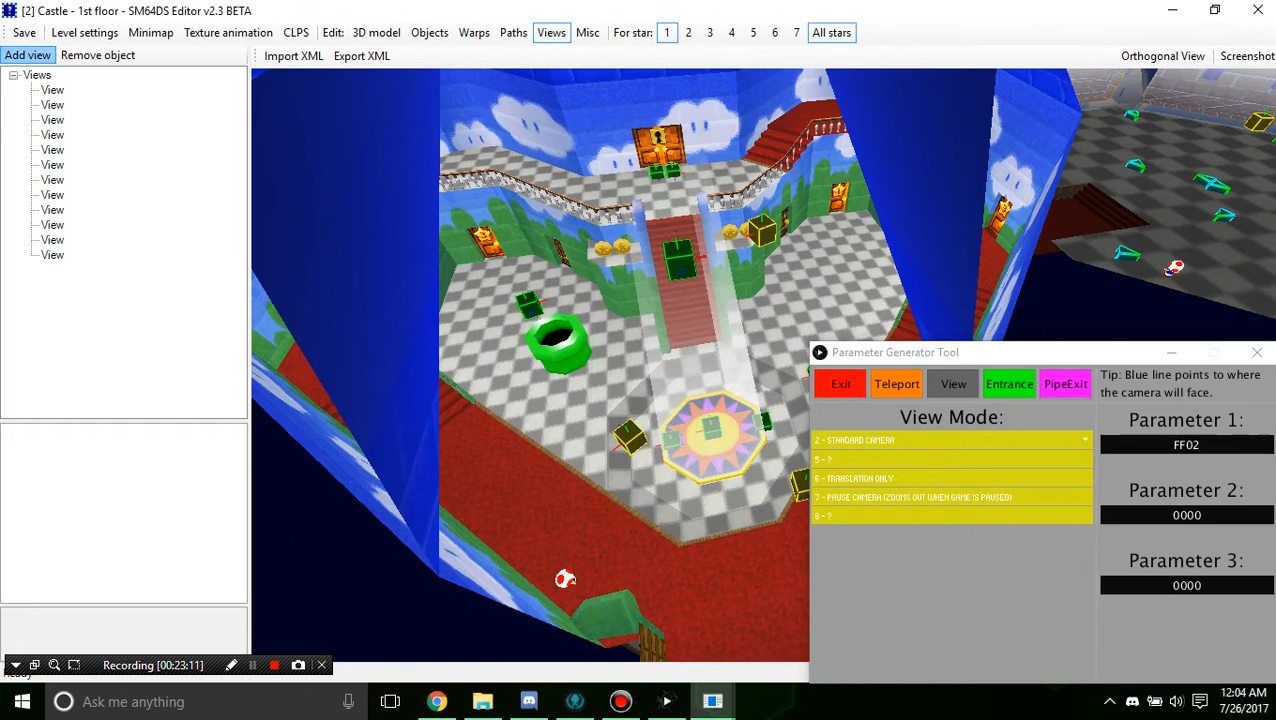 [2] Castle - 1st floor - SM64DS Editor v2.3 BETA
Save Level settings Minimap Texture animation CLPS Edit: 3D model Objects Warps Paths Views Misc For star: 1 2 3 4 5 6 7 All stars
Add view Remove object Import XML Export XML Orthogonal View Screenshot
Views
View
View
View
View
View
View
View
View
View
View
View
View
Parameter Generator Tool
Exit Teleport View Entrance PipeExit
Tip: Blue line points to where
the camera will face.
View Mode:
2 - STANDARD CAMERA
5 - ?
6 - TRANSLATION ONLY
7 - PAUSE CAMERA (ZOOMS OUT WHEN GAME IS PAUSED)
8 - ?
Parameter 1:
FF02
Parameter 2:
0000
Parameter 3:
0000
Recording [00:23:11]
Ask me anything
12:04 AM
7/26/2017